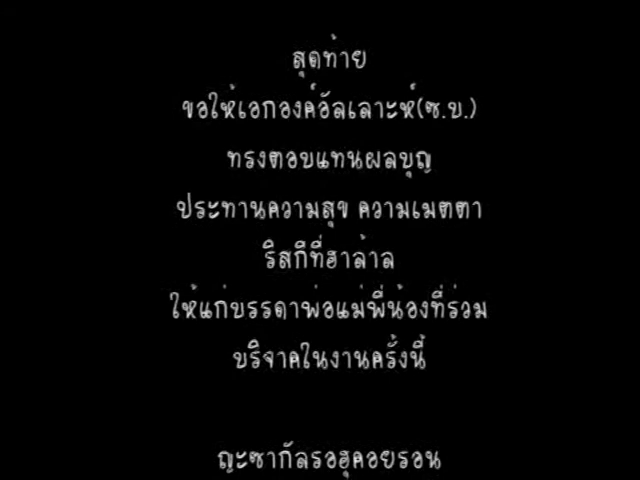 สุดท้าย
ขอให้เอกองค์อัลเลาะห์(ซ.บ.)
ทรงตอบแทนผลบุญ
ประทานความสุข ความเมตตา
ริสกีที่ฮาล้าล
ให้แก่บรรดาพ่อแม่พี่น้องที่ร่วม
บริจาคในงานครั้งนี้
ญะซากัลรอฮุคอยรอน